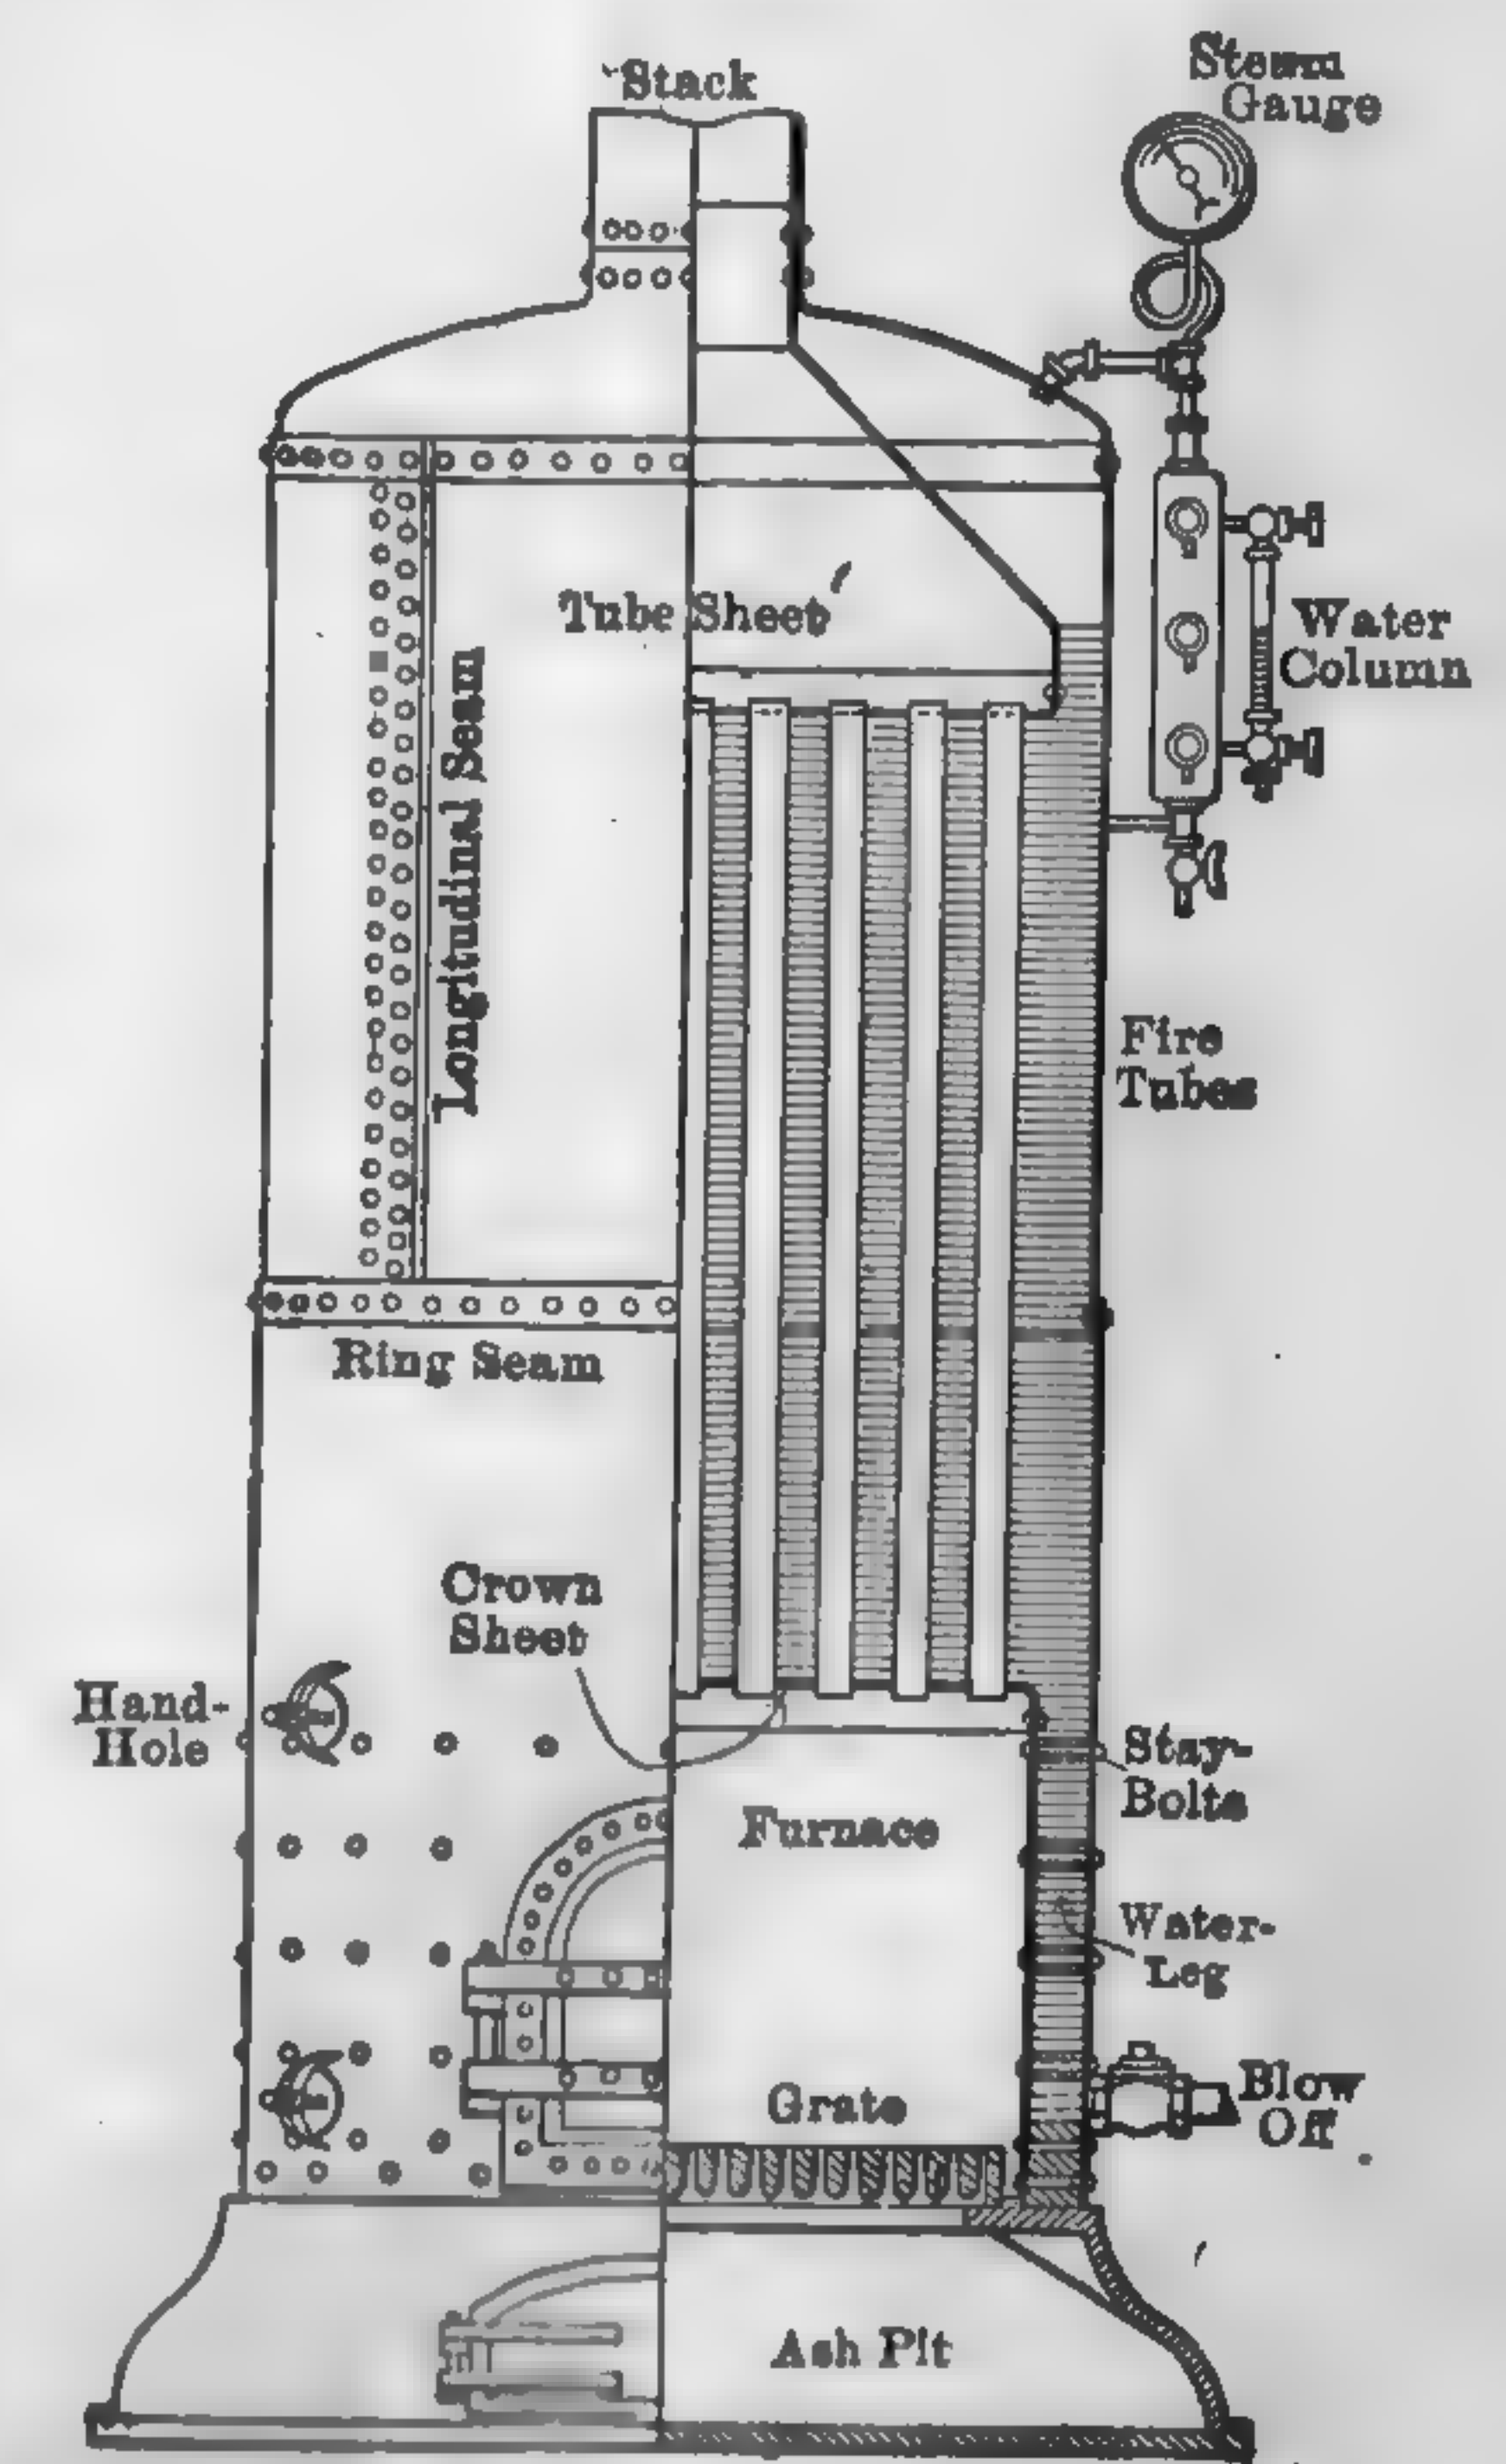 Stack
Steam
Gauge
Tube Sheet
Water
Column
Longitudinal Seam
Fire
Tubes
Ring Seam
Crown
Sheet
Hand-
Hole
Stay-
Bolts
Furnace
Water-
Leg
Grate
Blow
Off
Ash Pit